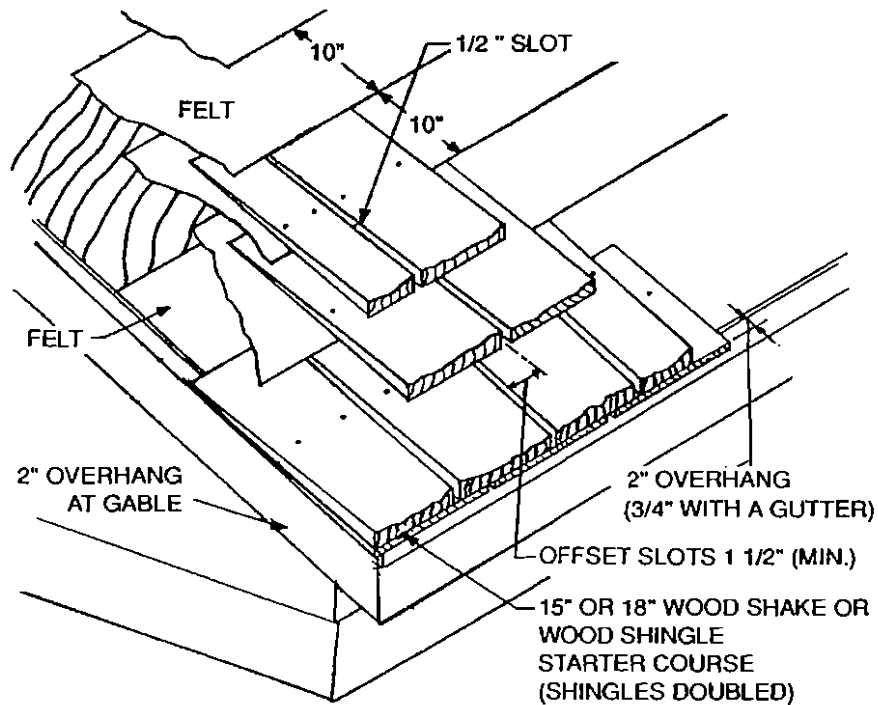 10"
1/2 " SLOT
FELT
10"
FELT
2" OVERHANG
AT GABLE
2" OVERHANG
(3/4" WITH A GUTTER)
OFFSET SLOTS 1 1/2" (MIN.)
15" OR 18" WOOD SHAKE OR
WOOD SHINGLE
STARTER COURSE
(SHINGLES DOUBLED)